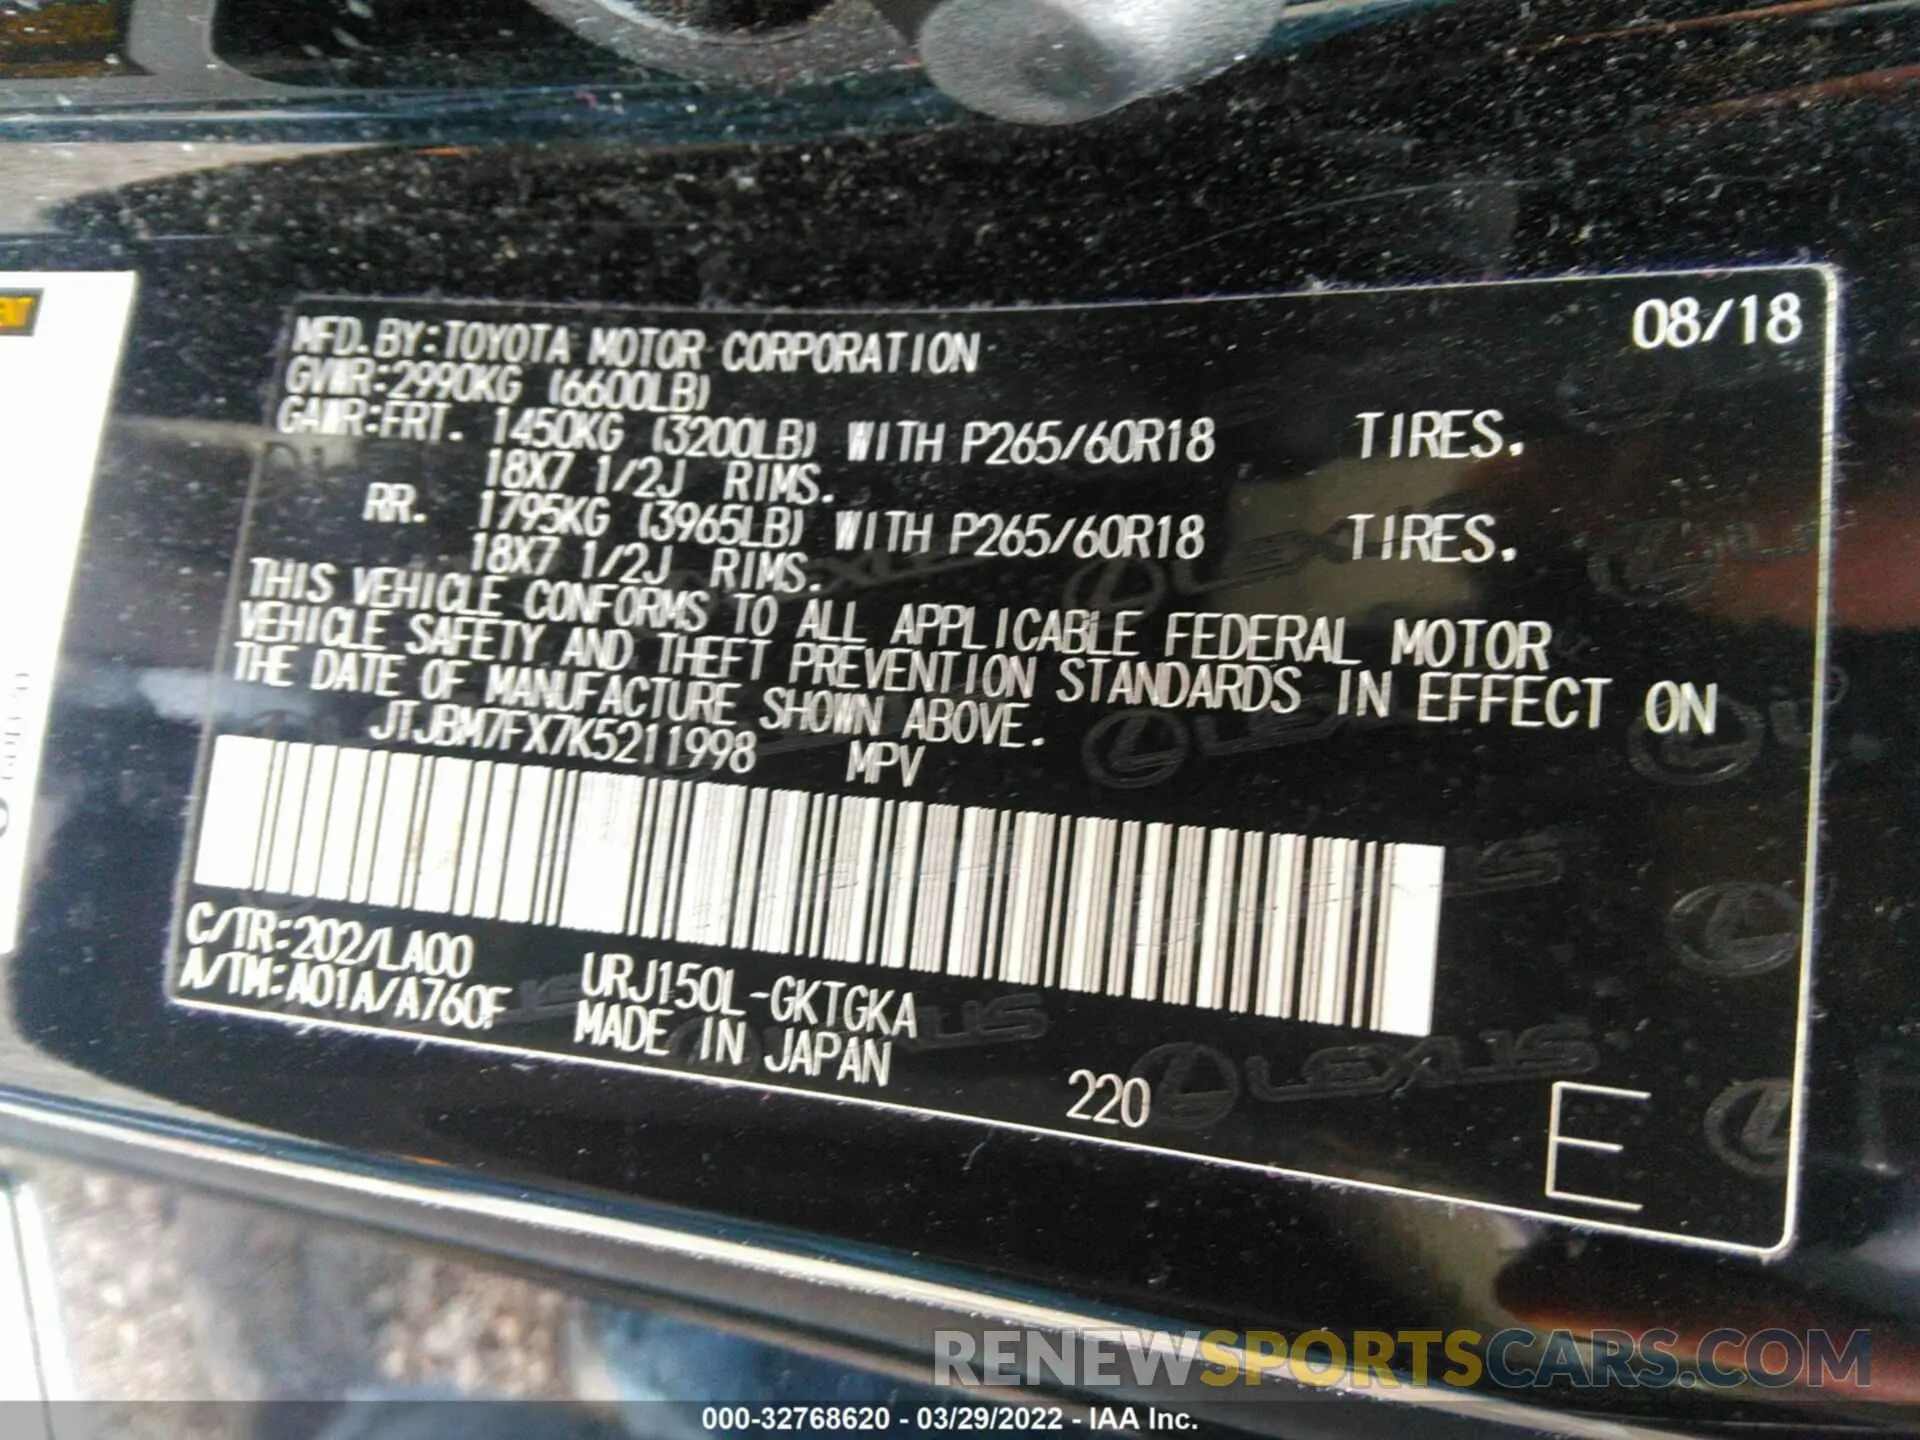 08/18
MFD. BY: TOYOTA MOTOR CORPORATION
GVWR: 2990KG (6600LB)
GAWR: FRT. 1450KG (3200LB) WITH P265/60R18 TIRES.
18X7 1/2J RIMS.
RR. 1795KG (3965LB) WITH P265/60R18 TIRES.
18X7 1/2J RIMS.
THIS VEHICLE CONFORMS TO ALL APPLICABLE FEDERAL MOTOR
VEHICLE SAFETY AND THEFT PREVENTION STANDARDS IN EFFECT ON
THE DATE OF MANUFACTURE SHOWN ABOVE.
JTJBM7FX7K5211998 MPV
C/TR: 202/LA00 URJ150L-GKTGKA
A/TM: A01A/A760F MADE IN JAPAN
220
E
LEXUS
RENEWSPORTSCARS.COM
000-32768620 - 03/29/2022 - IAA Inc.